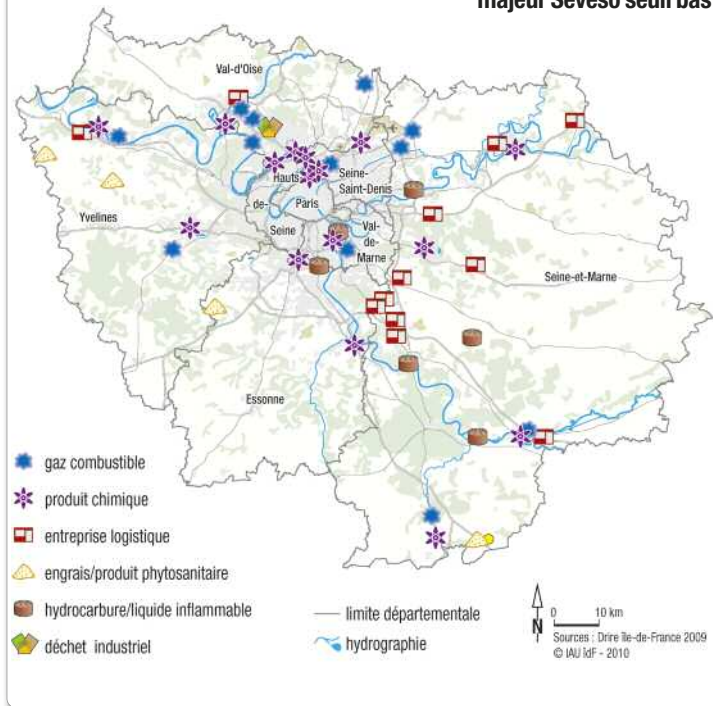 majeur Seveso seuil bas
Val-d'Oise
Hauts
Seine-
Saint-Denis
de-
Paris
Yvelines
Seine
Val-
de-
Marne
Seine-et-Marne
Essonne
gaz combustible
produit chimique
entreprise logistique
engrais/produit phytosanitaire
hydrocarbure/liquide inflammable
déchet industriel
limite départementale
hydrographie
N
0 10 km
Sources : Drire île-de-France 2009
© IAU îdF - 2010